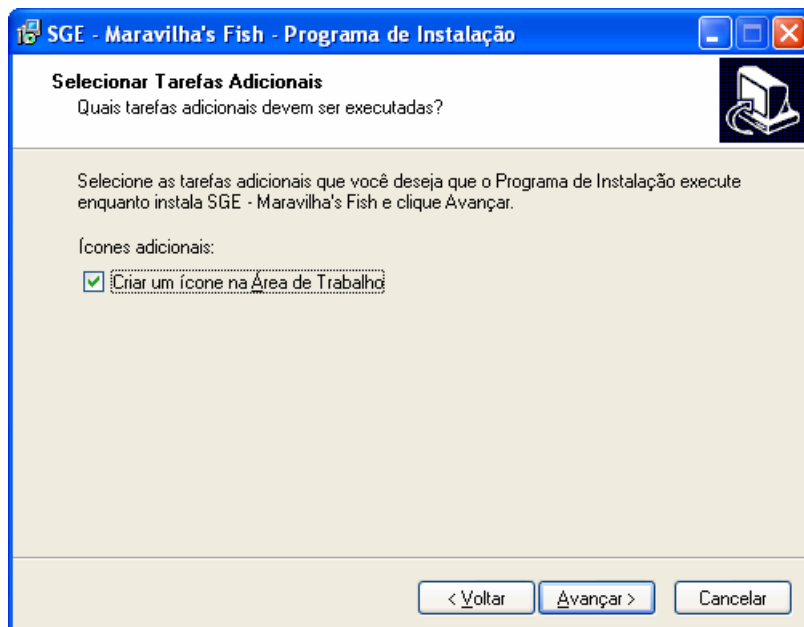 SGE - Maravilha's Fish - Programa de Instalação
Selecionar Tarefas Adicionais
Quais tarefas adicionais devem ser executadas?
Selecione as tarefas adicionais que você deseja que o Programa de Instalação execute
enquanto instala SGE - Maravilha's Fish e clique Avançar.
Ícones adicionais:
Criar um ícone na Área de Trabalho
< Voltar
Avançar >
Cancelar